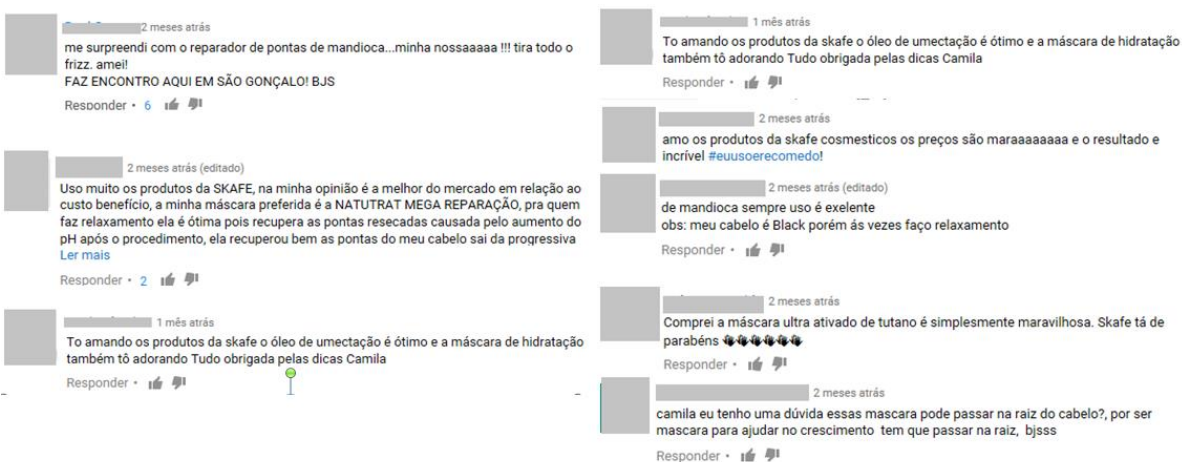 2 meses atrás
me surpreendi com o reparador de pontas de mandioca...minha nossaaaaa !!! tira todo o
frizz. amei!
FAZ ENCONTRO AQUI EM SÃO GONÇALO! BJS
Responder • 6
2 meses atrás (editado)
Uso muito os produtos da SKAFE, na minha opinião é a melhor do mercado em relação ao
custo benefício, a minha máscara preferida é a NATUTRAT MEGA REPARAÇÃO, pra quem
faz relaxamento ela é ótima pois recupera as pontas resecadas causada pelo aumento do
pH após o procedimento, ela recuperou bem as pontas do meu cabelo sai da progressiva
Ler mais
Responder • 2
1 mês atrás
To amando os produtos da skafe o óleo de umectação é ótimo e a máscara de hidratação
também tô adorando Tudo obrigada pelas dicas Camila
Responder •
1 mês atrás
To amando os produtos da skafe o óleo de umectação é ótimo e a máscara de hidratação
também tô adorando Tudo obrigada pelas dicas Camila
Responder •
2 meses atrás
amo os produtos da skafe cosmesticos os preços são maraaaaaaaa e o resultado e
incrível #euusoerecomedo!
2 meses atrás (editado)
de mandioca sempre uso é exelente
obs: meu cabelo é Black porém ás vezes faço relaxamento
Responder •
2 meses atrás
Comprei a máscara ultra ativado de tutano é simplesmente maravilhosa. Skafe tá de
parabéns
Responder •
2 meses atrás
camila eu tenho uma dúvida essas mascara pode passar na raiz do cabelo?, por ser
mascara para ajudar no crescimento tem que passar na raiz, bjsss
Responder •